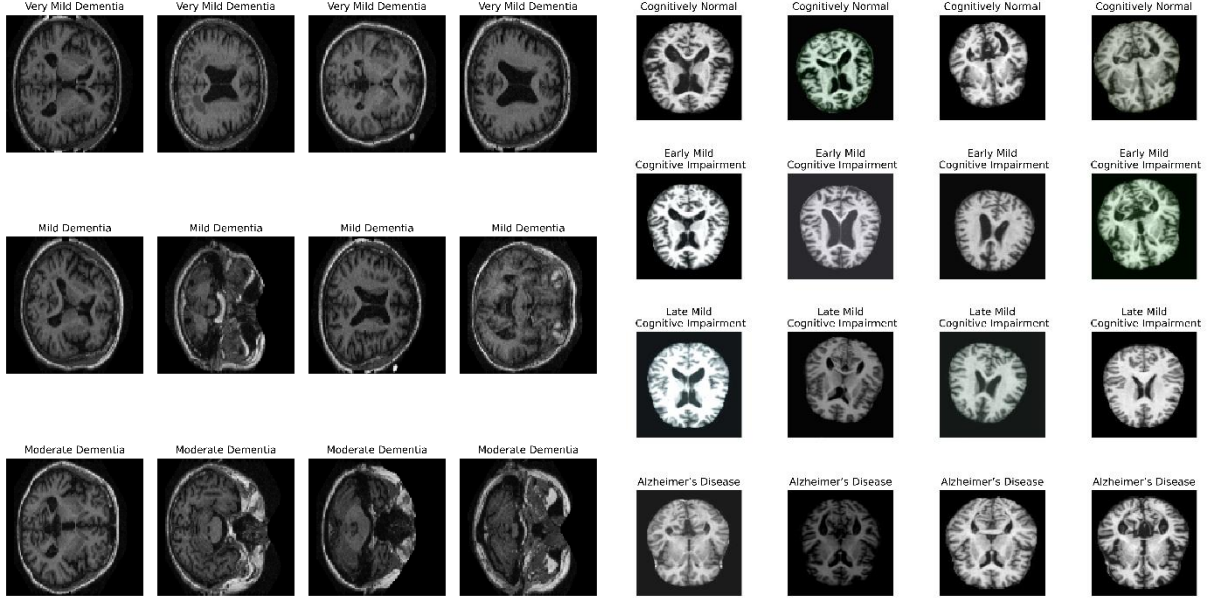 Very Mild Dementia
Very Mild Dementia
Very Mild Dementia
Very Mild Dementia
Mild Dementia
Mild Dementia
Mild Dementia
Mild Dementia
Moderate Dementia
Moderate Dementia
Moderate Dementia
Moderate Dementia
Cognitively Normal
Cognitively Normal
Cognitively Normal
Cognitively Normal
Early Mild
Cognitive Impairment
Early Mild
Cognitive Impairment
Early Mild
Cognitive Impairment
Early Mild
Cognitive Impairment
Late Mild
Cognitive Impairment
Late Mild
Cognitive Impairment
Late Mild
Cognitive Impairment
Late Mild
Cognitive Impairment
Alzheimer's Disease
Alzheimer's Disease
Alzheimer's Disease
Alzheimer's Disease